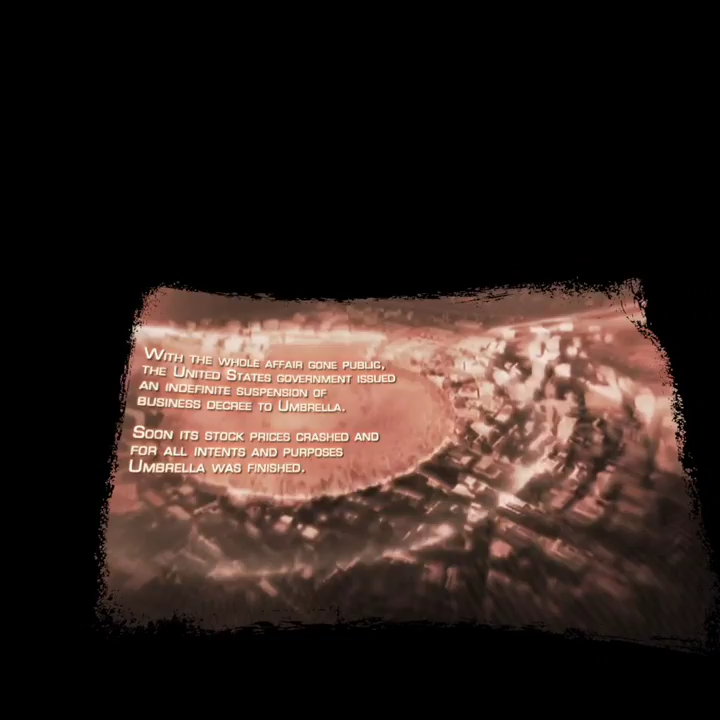 With the whole affair gone public,
the United States government issued
an indefinite suspension of
business decree to Umbrella.
Soon its stock prices crashed and
for all intents and purposes
Umbrella was finished.